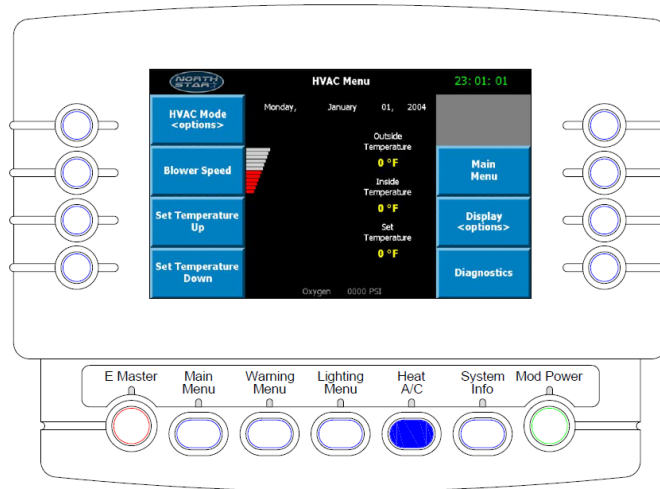 NORTH
STAR
HVAC Menu
23: 01: 01
HVAC Mode
<options>
Monday, January 01, 2004
Outside
Temperature
0 °F
Blower Speed
Main
Menu
Inside
Temperature
0 °F
Set Temperature
Up
Display
<options>
Set
Temperature
0 °F
Set Temperature
Down
Diagnostics
Oxygen 0000 PSI
E Master
Main
Menu
Warning
Menu
Lighting
Menu
Heat
A/C
System
Info
Mod Power